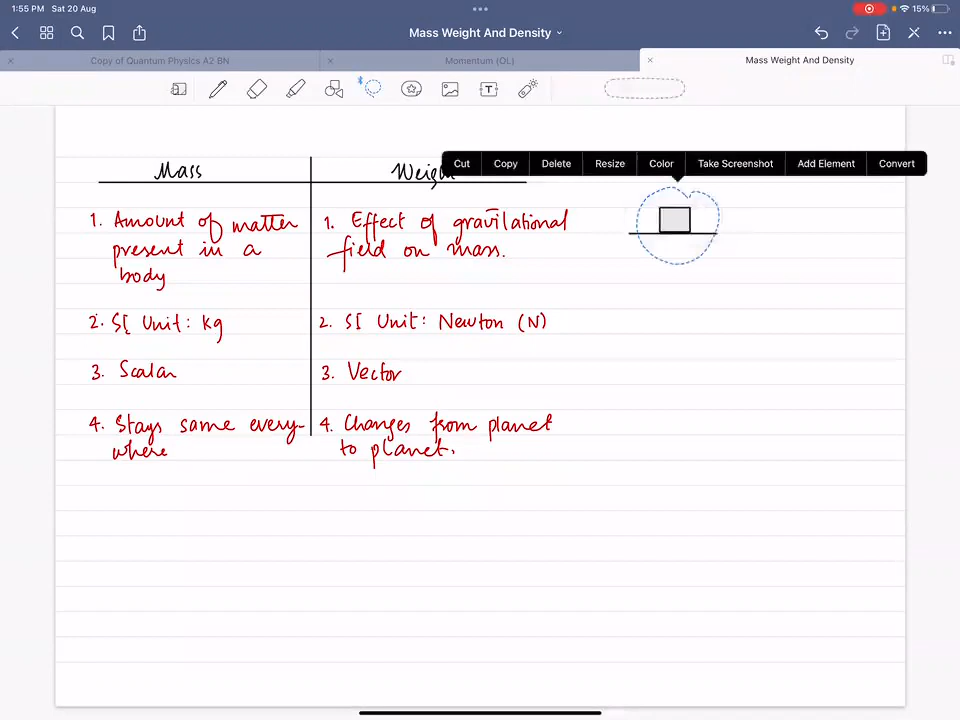 1:55 PM Sat 20 Aug
15%
Mass Weight And Density
Copy of Quantum Physics A2 BN
Momentum (OL)
Mass Weight And Density
Cut Copy Delete Resize Color Take Screenshot Add Element Convert
Mass
1. Amount of matter
present in a
body
2. SI Unit: kg
3. Scalar
4. Stays same every-
where
Weight
1. Effect of gravitational
field on mass.
2. SI Unit: Newton (N)
3. Vector
4. Changes from planet
to planet.